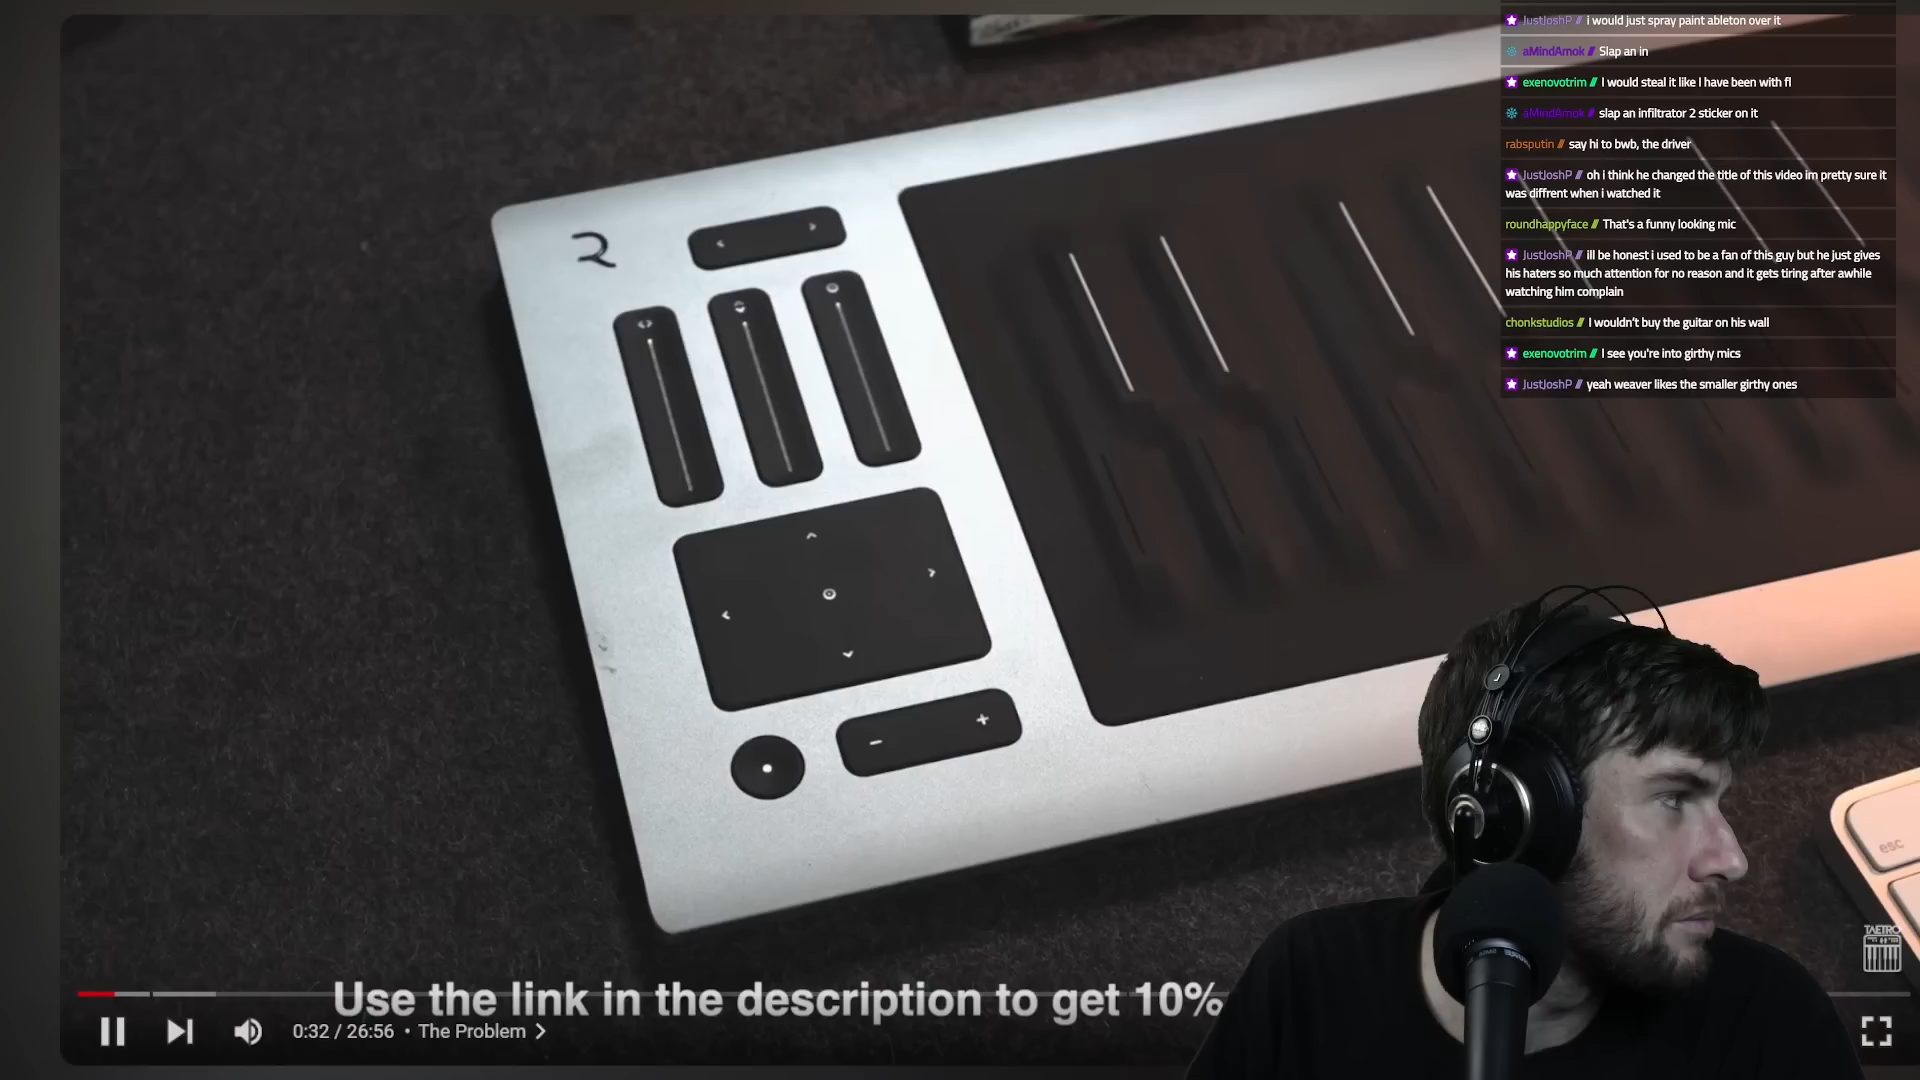 JustJoshP // i would just spray paint ableton over it
aMindAmok // Slap an in
exenovotrim // I would steal it like I have been with fl
aMindAmok // slap an infiltrator 2 sticker on it
rabsputin // say hi to bwb, the driver
JustJoshP // oh i think he changed the title of this video im pretty sure it
was diffrent when i watched it
roundhappyface // That's a funny looking mic
JustJoshP // ill be honest i used to be a fan of this guy but he just gives
his haters so much attention for no reason and it gets tiring after awhile
watching him complain
chonkstudios // I wouldn't buy the guitar on his wall
exenovotrim // I see you're into girthy mics
JustJoshP // yeah weaver likes the smaller girthy ones
esc
TAETRO
Use the link in the description to get 10%
0:32 / 26:56 • The Problem